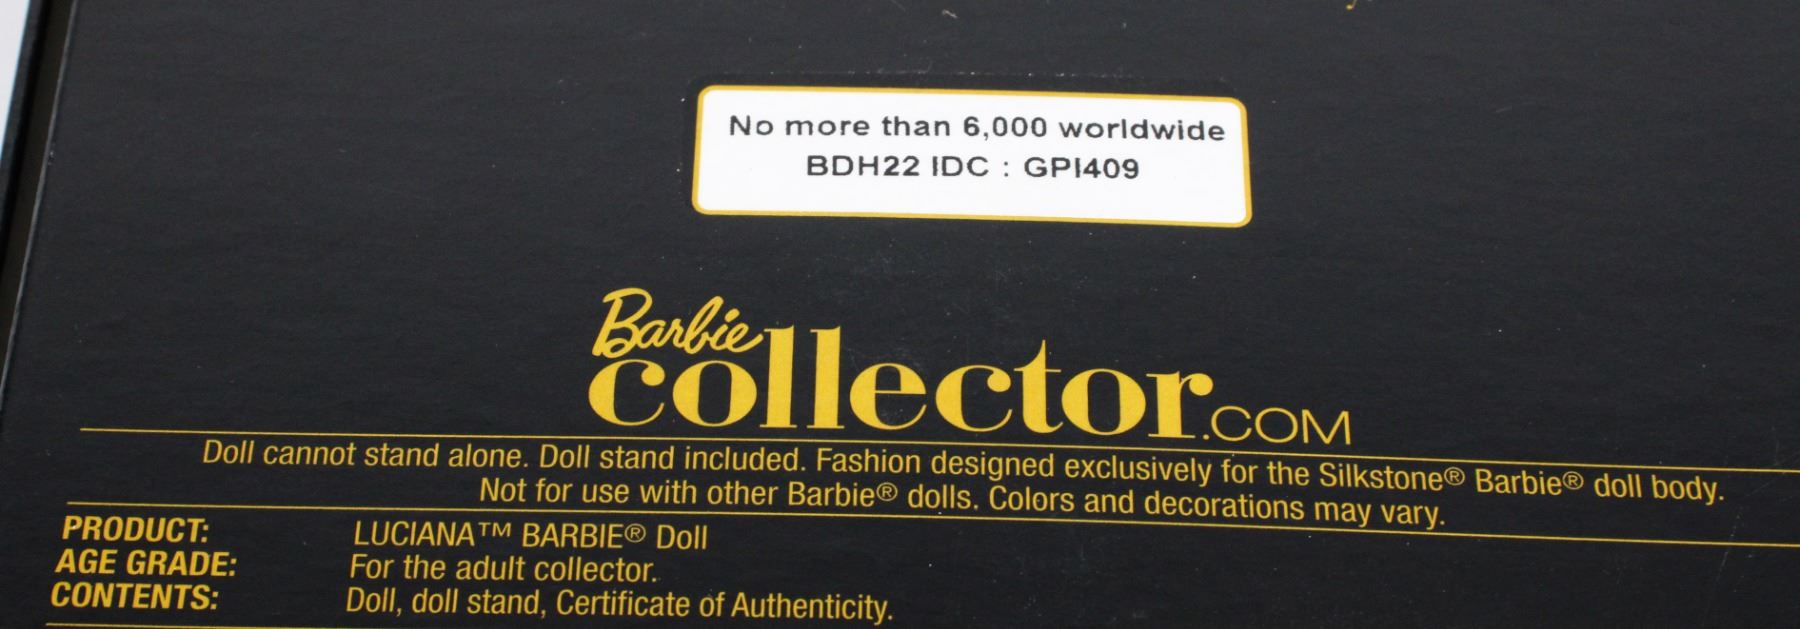 No more than 6,000 worldwide
BDH22 IDC : GPI409
Barbie
collector.COM
Doll cannot stand alone. Doll stand included. Fashion designed exclusively for the Silkstone® Barbie® doll body.
Not for use with other Barbie® dolls. Colors and decorations may vary.
PRODUCT: LUCIANA™ BARBIE® Doll
AGE GRADE: For the adult collector.
CONTENTS: Doll, doll stand, Certificate of Authenticity.